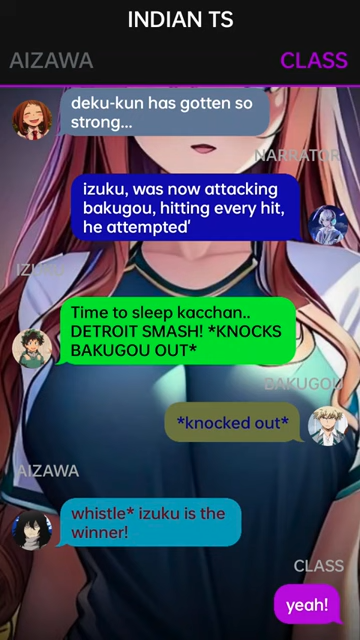 INDIAN TS
AIZAWA
CLASS
deku-kun has gotten so
strong...
NARRATOR
izuku, was now attacking
bakugou, hitting every hit,
he attempted'
IZUKU
Time to sleep kacchan..
DETROIT SMASH! *KNOCKS
BAKUGOU OUT*
BAKUGOU
*knocked out*
AIZAWA
whistle* izuku is the
winner!
CLASS
yeah!